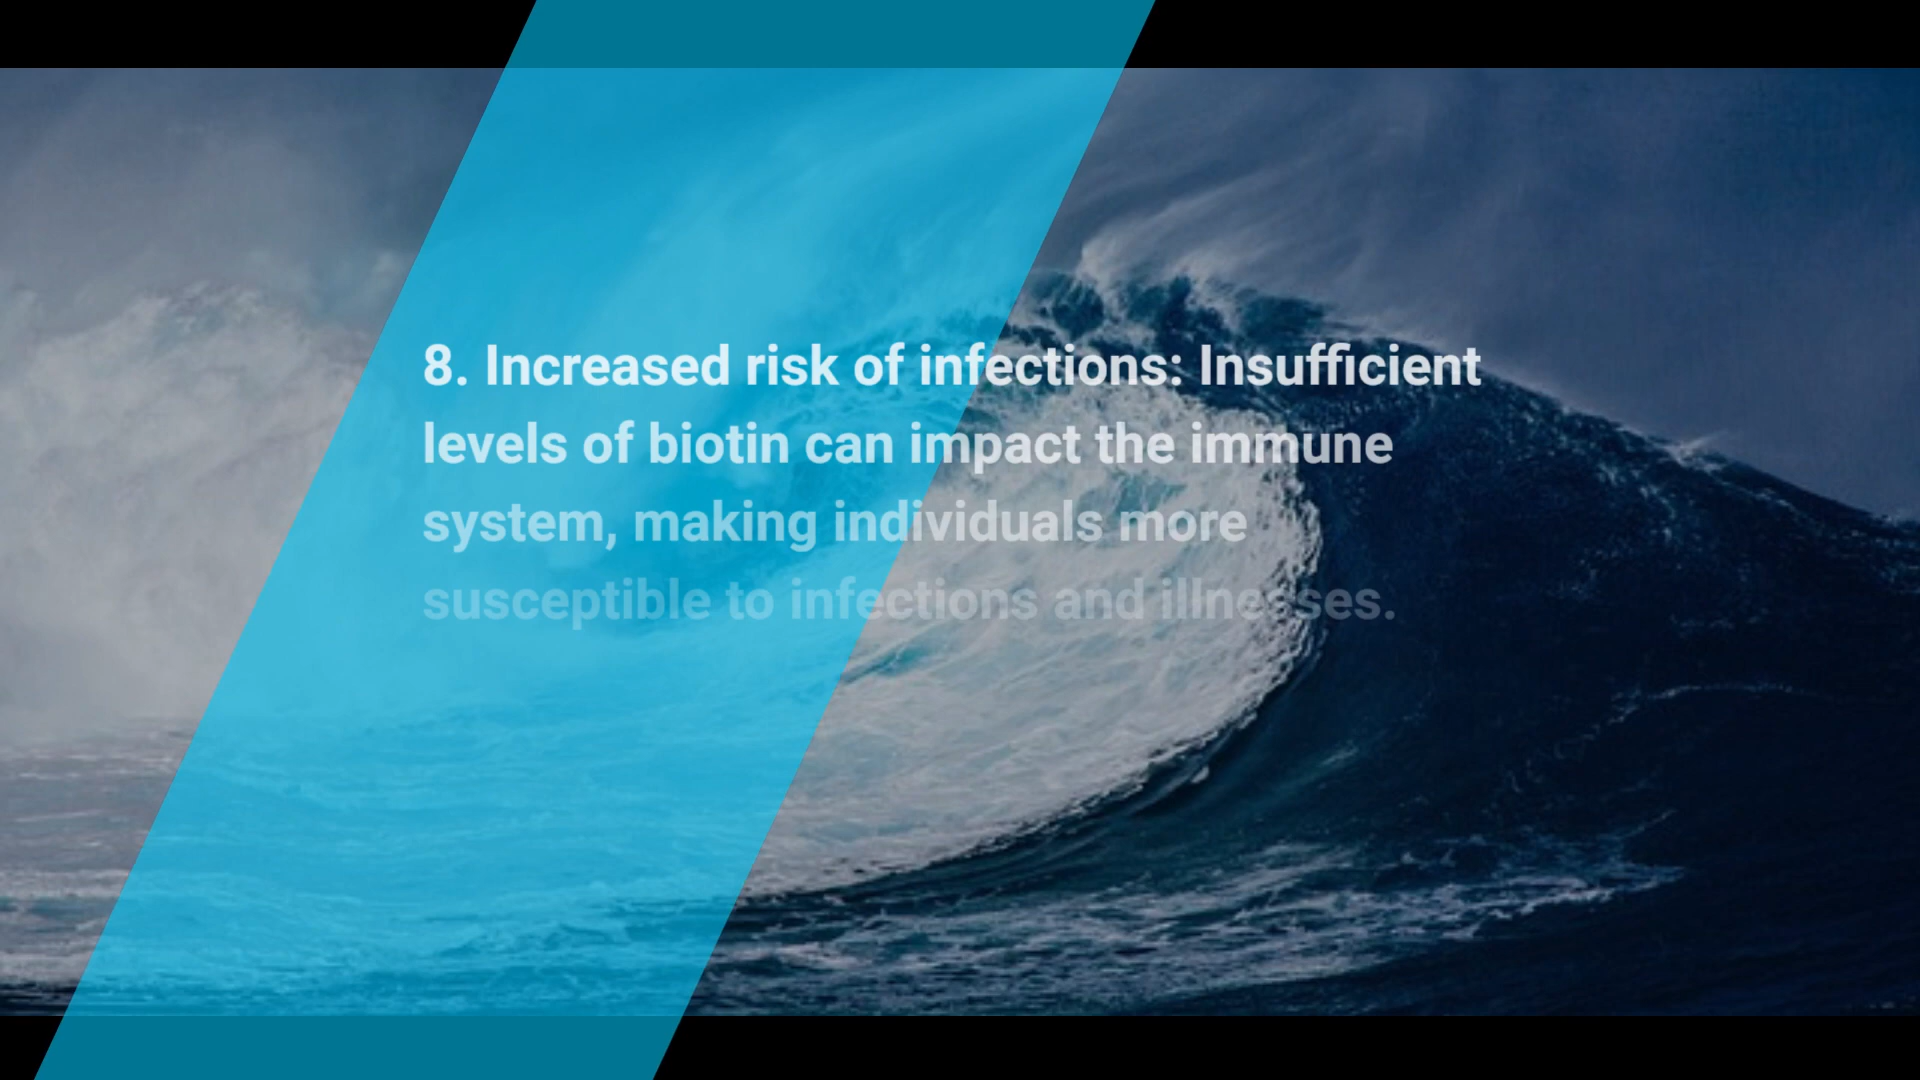 8. Increased risk of infections: Insufficient
levels of biotin can impact the immune
system, making individuals more
susceptible to infections and illnesses.